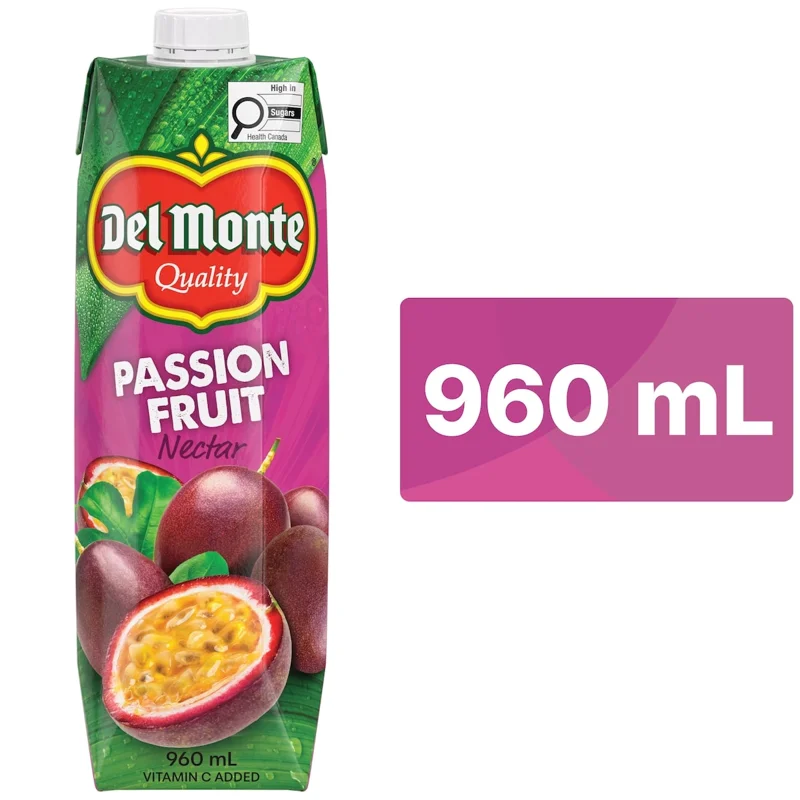 High in
Sugars
Health Canada
Del Monte
Quality
PASSION
FRUIT
Nectar
960 mL
VITAMIN C ADDED
960 mL